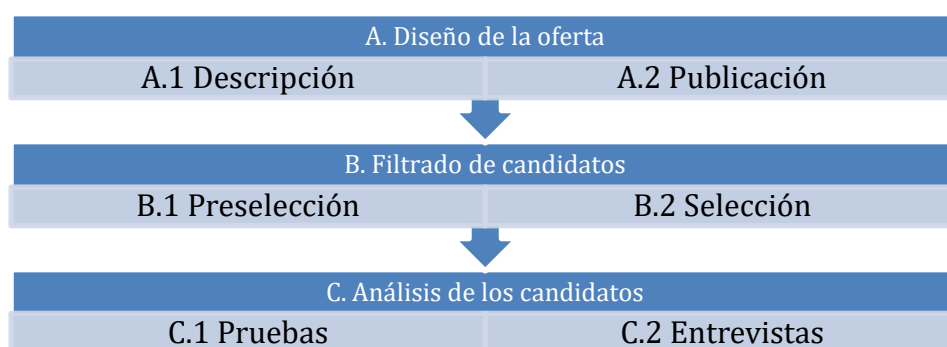 A. Diseño de la oferta
A.1 Descripción
A.2 Publicación
B. Filtrado de candidatos
B.1 Preselección
B.2 Selección
C. Análisis de los candidatos
C.1 Pruebas
C.2 Entrevistas